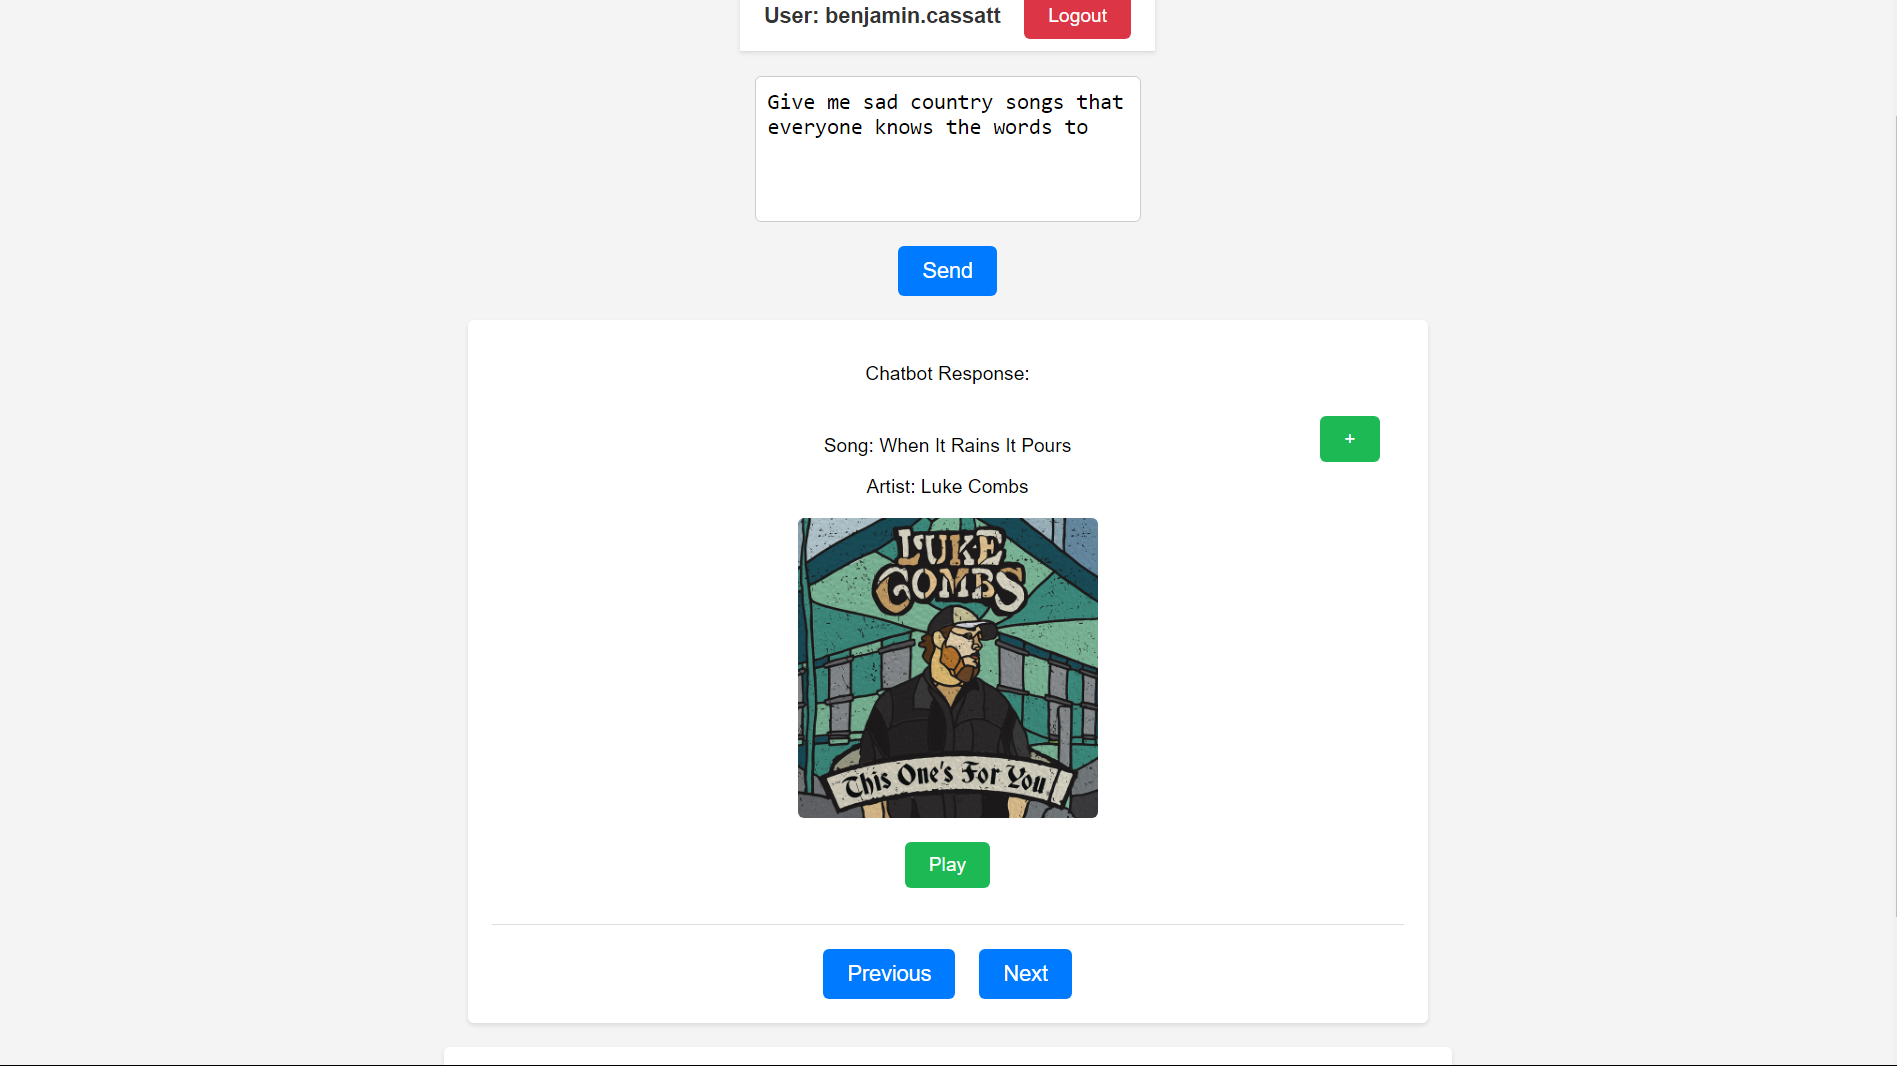 User: benjamin.cassatt
Logout
Give me sad country songs that
everyone knows the words to
Send
Chatbot Response:
Song: When It Rains It Pours
+
Artist: Luke Combs
LUKE
COMBS
This One's For You
Play
Previous
Next